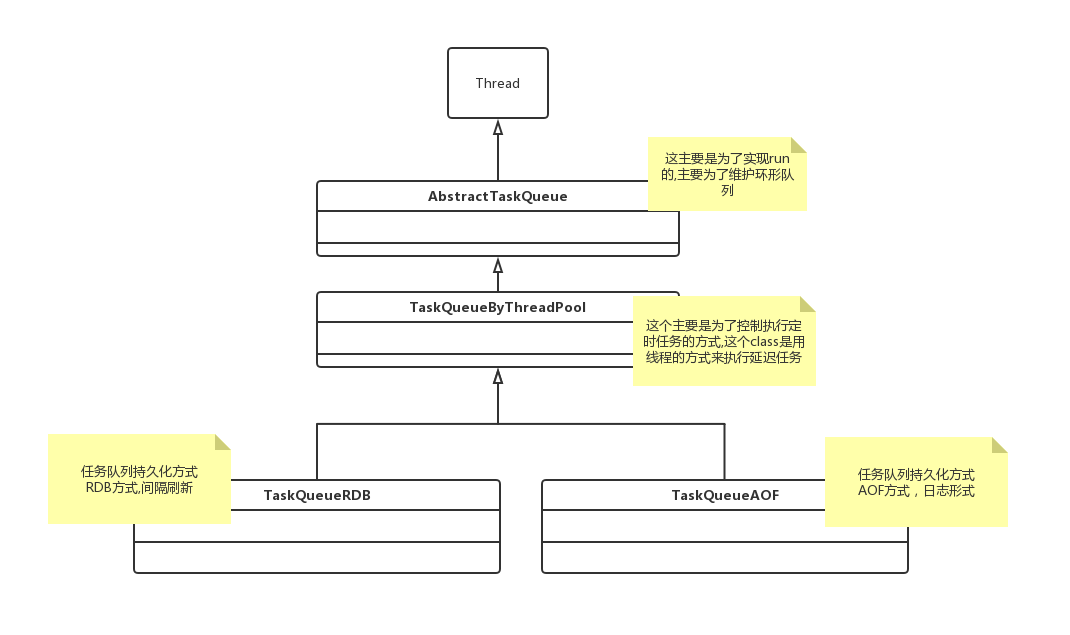 Thread
这主要是为了实现run
的,主要为了维护环形队
列
AbstractTaskQueue
TaskQueueByThreadPool
这个主要是为了控制执行定
时任务的方式,这个class是用
线程的方式来执行延迟任务
任务队列持久化方式
RDB方式,间隔刷新
TaskQueueRDB
TaskQueueAOF
任务队列持久化方式
AOF方式，日志形式